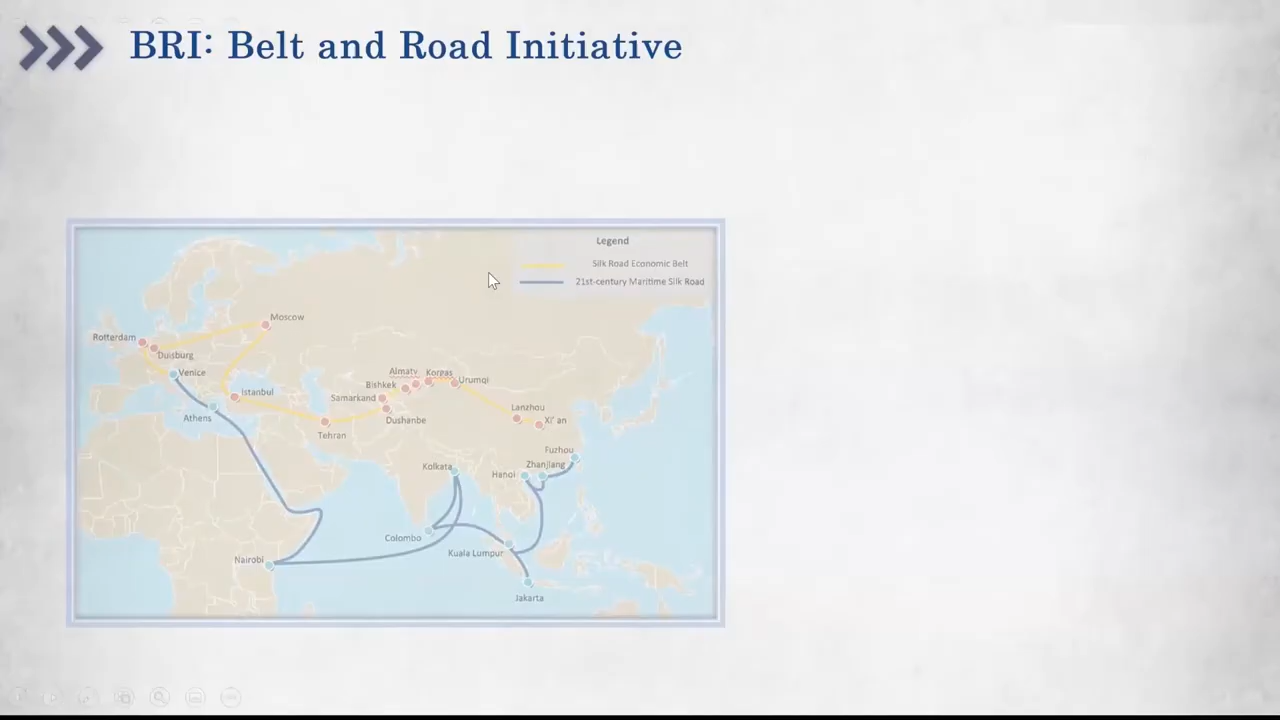 BRI: Belt and Road Initiative
Legend
Silk Road Economic Belt
21st-century Maritime Silk Road
Moscow
Rotterdam
Duisburg
Venice
Istanbul
Athens
Tehran
Almaty
Korgas
Bishkek
Urumqi
Samarkand
Dushanbe
Lanzhou
Xi' an
Fuzhou
Zhanjiang
Hanoi
Kolkata
Colombo
Kuala Lumpur
Nairobi
Jakarta